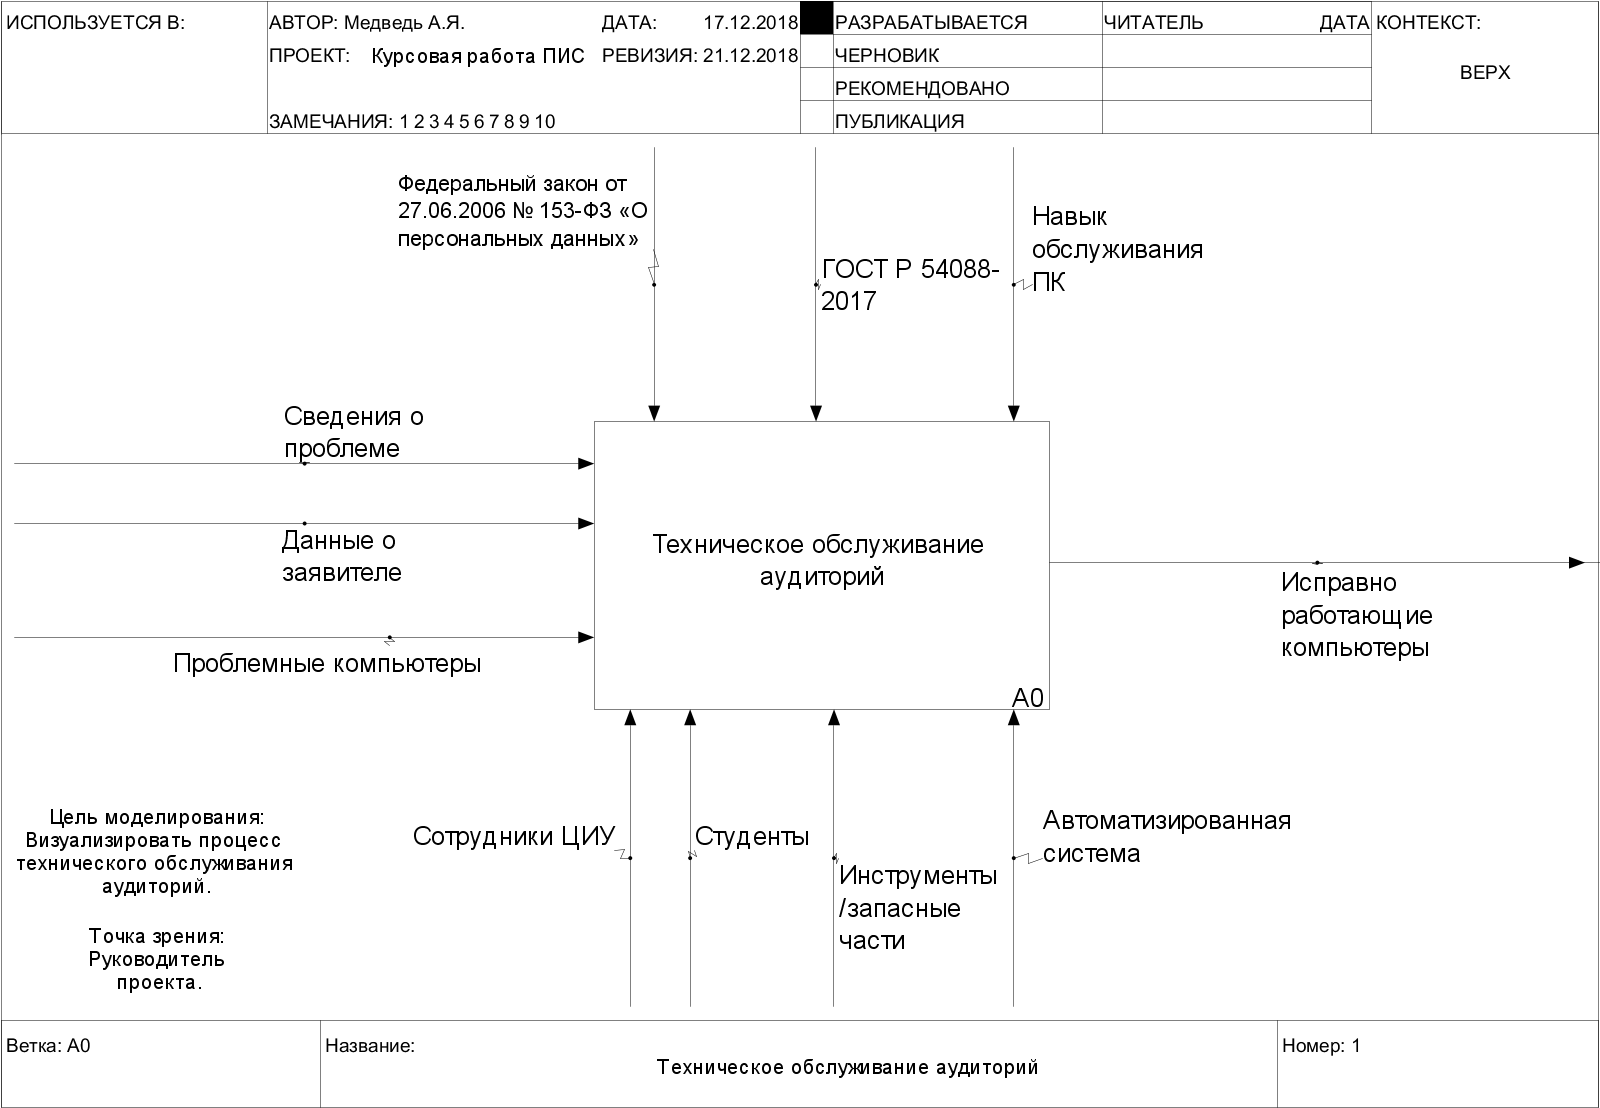 ИСПОЛЬЗУЕТСЯ В:
АВТОР: Медведь А.Я.
ДАТА: 17.12.2018
ПРОЕКТ: Курсовая работа ПИС
РЕВИЗИЯ: 21.12.2018
ЗАМЕЧАНИЯ: 1 2 3 4 5 6 7 8 9 10
РАЗРАБАТЫВАЕТСЯ
ЧЕРНОВИК
РЕКОМЕНДОВАНО
ПУБЛИКАЦИЯ
ЧИТАТЕЛЬ ДАТА
КОНТЕКСТ:
ВЕРХ
Федеральный закон от
27.06.2006 № 153-ФЗ «О
персональных данных»
ГОСТ Р 54088-
2017
Навык
обслуживания
ПК
Сведения о
проблеме
Данные о
заявителе
Проблемные компьютеры
Техническое обслуживание
аудиторий
A0
Исправно
работающие
компьютеры
Сотрудники ЦИУ
Студенты
Инструменты
/запасные
части
Автоматизированная
система
Цель моделирования:
Визуализировать процесс
технического обслуживания
аудиторий.
Точка зрения:
Руководитель
проекта.
Ветка: A0
Название:
Техническое обслуживание аудиторий
Номер: 1